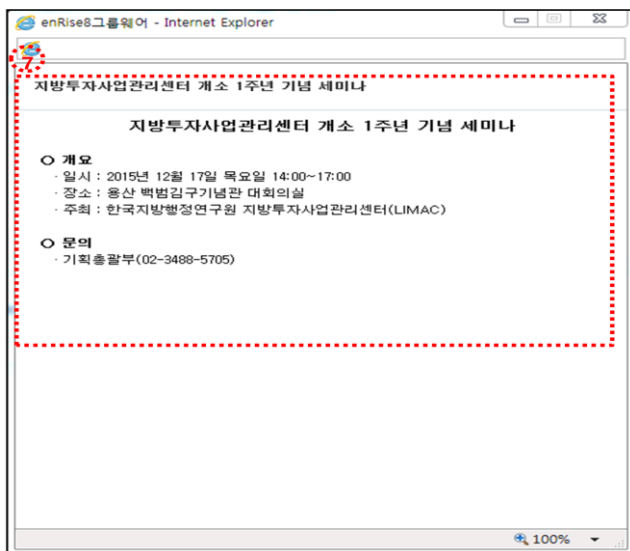 enRise8그룹웨어 - Internet Explorer
7
지방투자사업관리센터 개소 1주년 기념 세미나
지방투자사업관리센터 개소 1주년 기념 세미나
O 개요
· 일시 : 2015년 12월 17일 목요일 14:00~17:00
· 장소 : 용산 백범김구기념관 대회의실
· 주최 : 한국지방행정연구원 지방투자사업관리센터(LIMAC)
O 문의
· 기획총괄부(02-3488-5705)
100%